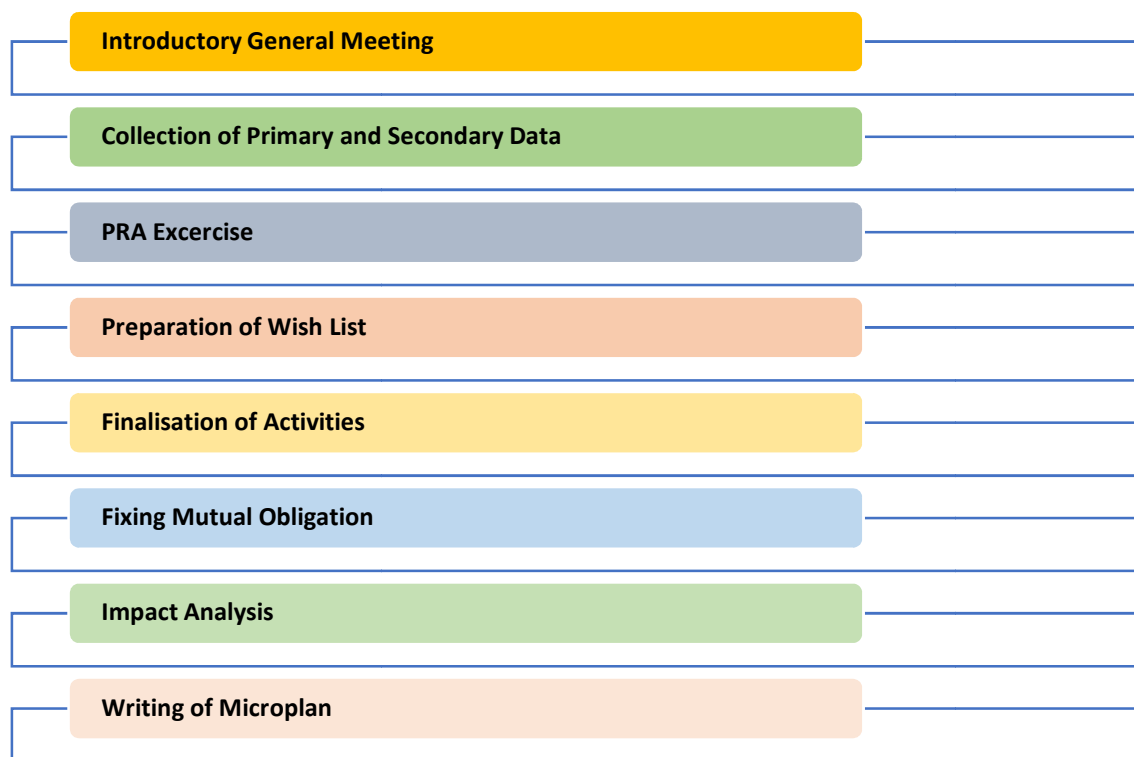 Introductory General Meeting
Collection of Primary and Secondary Data
PRA Excercise
Preparation of Wish List
Finalisation of Activities
Fixing Mutual Obligation
Impact Analysis
Writing of Microplan